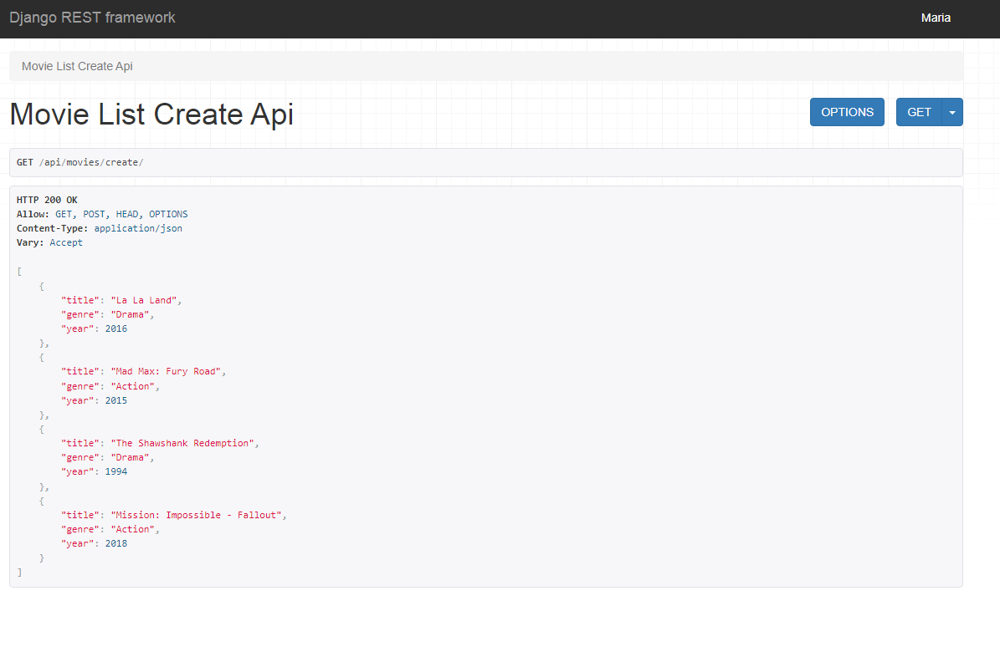 Django REST framework
Maria
Movie List Create Api
Movie List Create Api
OPTIONS
GET
GET /api/movies/create/
HTTP 200 OK
Allow: GET, POST, HEAD, OPTIONS
Content-Type: application/json
Vary: Accept
[
    {
        "title": "La La Land",
        "genre": "Drama",
        "year": 2016
    },
    {
        "title": "Mad Max: Fury Road",
        "genre": "Action",
        "year": 2015
    },
    {
        "title": "The Shawshank Redemption",
        "genre": "Drama",
        "year": 1994
    },
    {
        "title": "Mission: Impossible - Fallout",
        "genre": "Action",
        "year": 2018
    }
]